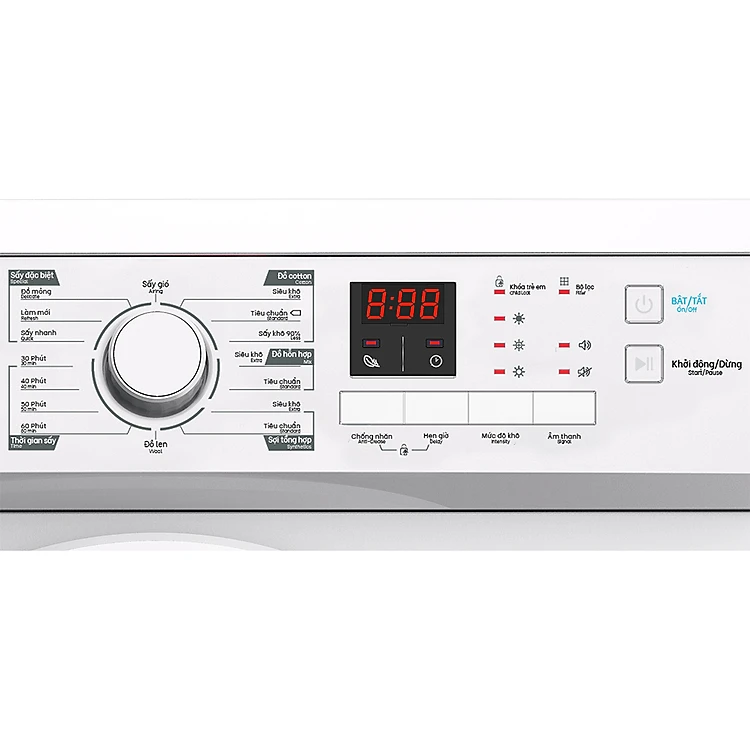 Sấy đặc biệt
Special
Đồ mỏng
Delicate
Làm mới
Refresh
Sấy nhanh
Quick
30 Phút
30 min.
40 Phút
40 min.
50 Phút
50 min.
60 Phút
60 min.
Thời gian sấy
Time
Sấy gió
Airing
Đồ len
Wool
Đồ cotton
Cotton
Siêu khô
Extra
Tiêu chuẩn
Standard
Sấy khô 90%
Less
Siêu khô
Extra
Đồ hỗn hợp
Mix
Tiêu chuẩn
Standard
Siêu khô
Extra
Tiêu chuẩn
Standard
Sợi tổng hợp
Synthetics
8:88
Khóa trẻ em
Child Lock
Bộ lọc
Filter
Chống nhăn
Anti-Crease
Hẹn giờ
Delay
Mức độ khô
Intensity
Âm thanh
Signal
BẬT/TẮT
On/Off
Khởi động/Dừng
Start/Pause